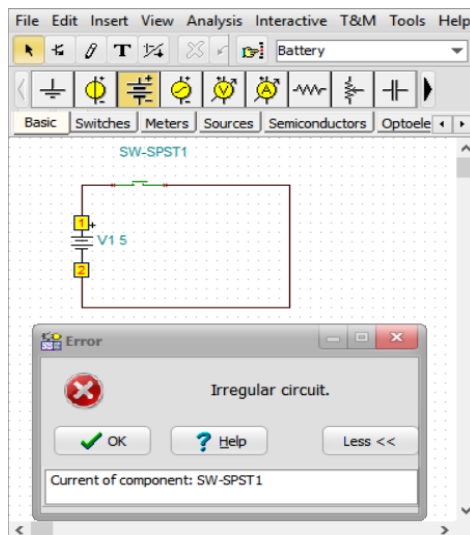 File Edit Insert View Analysis Interactive T&M Tools Help
T Battery
Basic Switches Meters Sources Semiconductors Optoele
SW-SPST1
1
+
V1 5
2
Error
Irregular circuit.
OK Help Less <<
Current of component: SW-SPST1